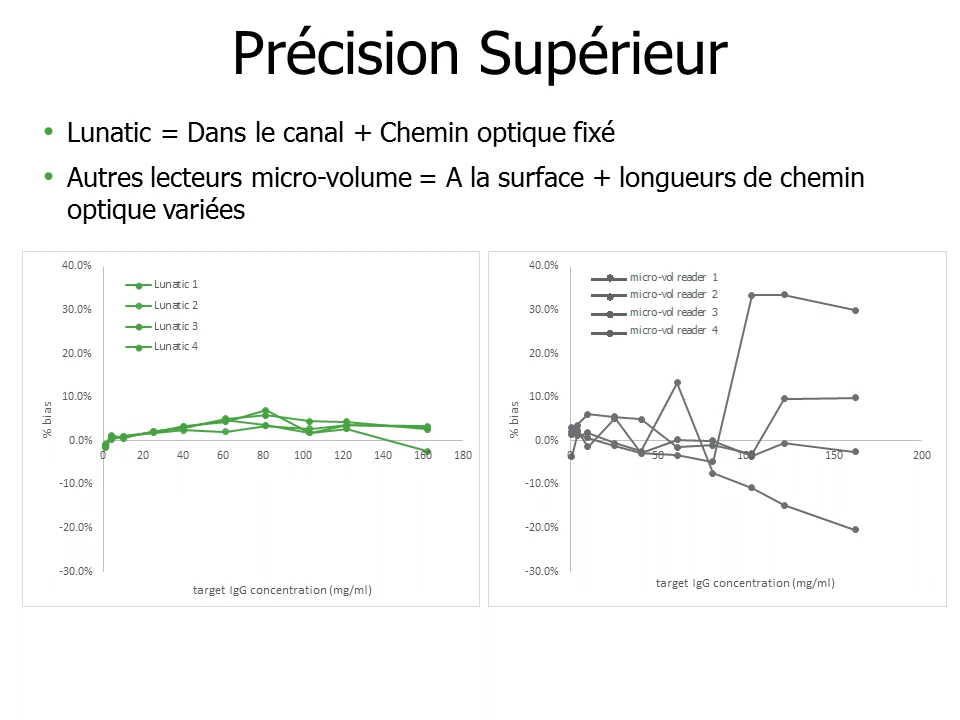 Précision Supérieur
• Lunatic = Dans le canal + Chemin optique fixé
• Autres lecteurs micro-volume = A la surface + longueurs de chemin
optique variées
40.0%
30.0%
20.0%
10.0%
0.0%
-10.0%
-20.0%
-30.0%
% bias
Lunatic 1
Lunatic 2
Lunatic 3
Lunatic 4
0 20 40 60 80 100 120 140 160 180
target IgG concentration (mg/ml)
40.0%
30.0%
20.0%
10.0%
0.0%
-10.0%
-20.0%
-30.0%
% bias
micro-vol reader 1
micro-vol reader 2
micro-vol reader 3
micro-vol reader 4
0 50 100 150 200
target IgG concentration (mg/ml)